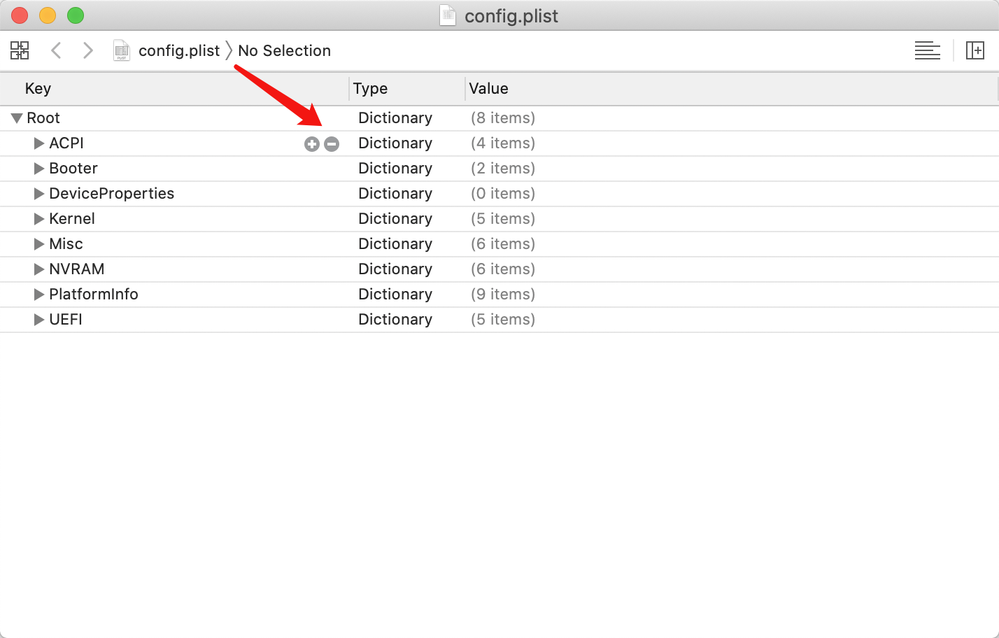 config.plist
config.plist 〉 No Selection
Key Type Value
Root Dictionary (8 items)
ACPI Dictionary (4 items)
Booter Dictionary (2 items)
DeviceProperties Dictionary (0 items)
Kernel Dictionary (5 items)
Misc Dictionary (6 items)
NVRAM Dictionary (6 items)
PlatformInfo Dictionary (9 items)
UEFI Dictionary (5 items)